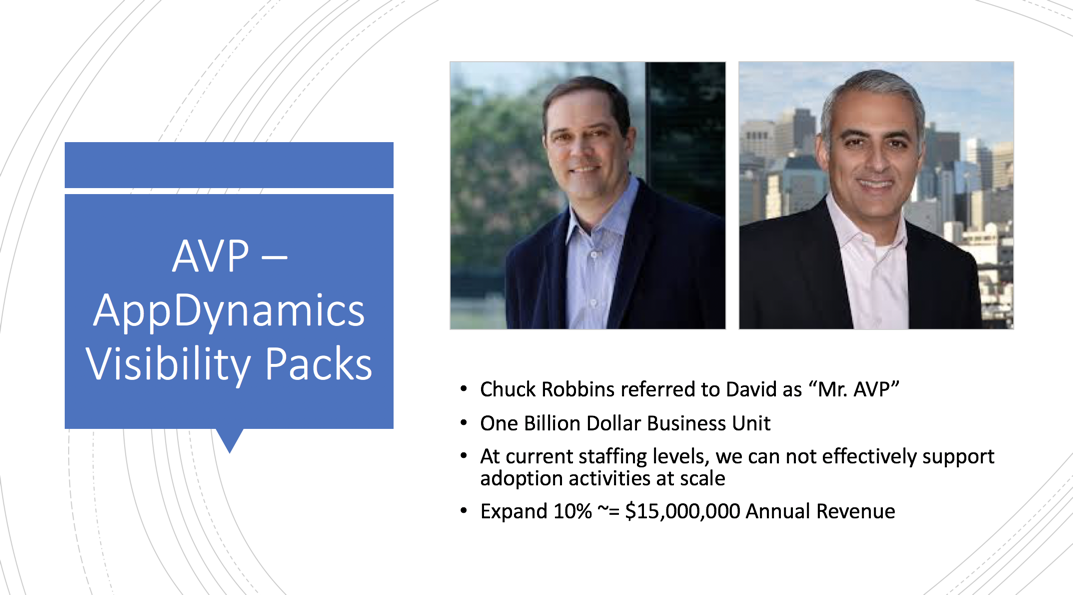 AVP –
AppDynamics
Visibility Packs
• Chuck Robbins referred to David as “Mr. AVP”
• One Billion Dollar Business Unit
• At current staffing levels, we can not effectively support
adoption activities at scale
• Expand 10% ~= $15,000,000 Annual Revenue